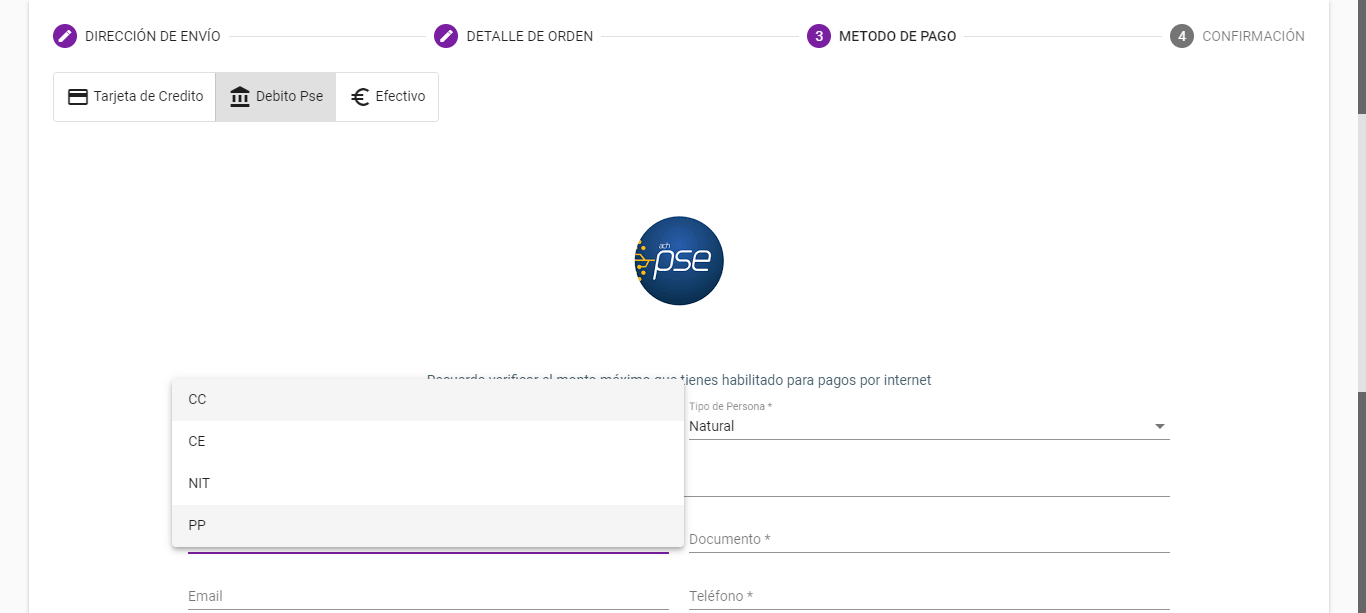 DIRECCIÓN DE ENVÍO
DETALLE DE ORDEN
3 METODO DE PAGO
4 CONFIRMACIÓN
Tarjeta de Credito
Debito Pse
Efectivo
ach
pse
Recuerda verificar el monto máximo que tienes habilitado para pagos por internet
CC
CE
NIT
PP
Tipo de Persona *
Natural
Documento *
Email
Teléfono *